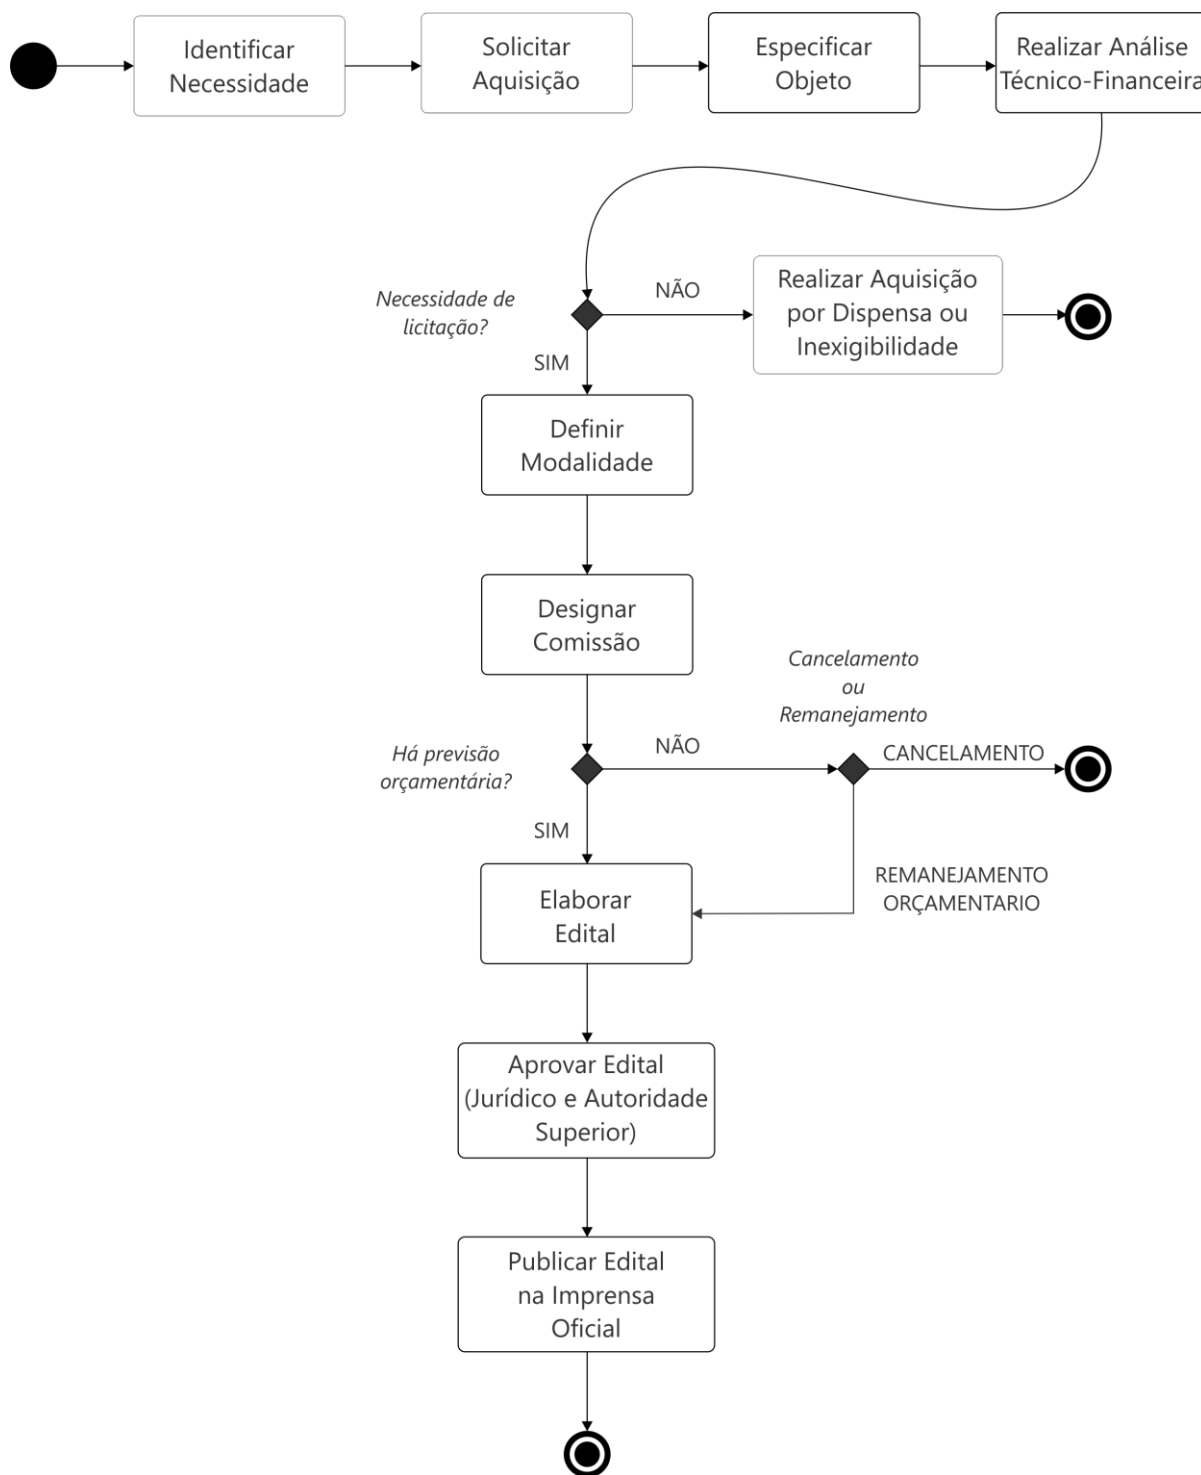 Identificar
Necessidade
Solicitar
Aquisição
Especificar
Objeto
Realizar Análise
Técnico-Financeira
Necessidade de
licitação?
NÃO
Realizar Aquisição
por Dispensa ou
Inexigibilidade
SIM
Definir
Modalidade
Designar
Comissão
Cancelamento
ou
Remanejamento
Há previsão
orçamentária?
NÃO
CANCELAMENTO
SIM
REMANEJAMENTO
ORÇAMENTARIO
Elaborar
Edital
Aprovar Edital
(Jurídico e Autoridade
Superior)
Publicar Edital
na Imprensa
Oficial